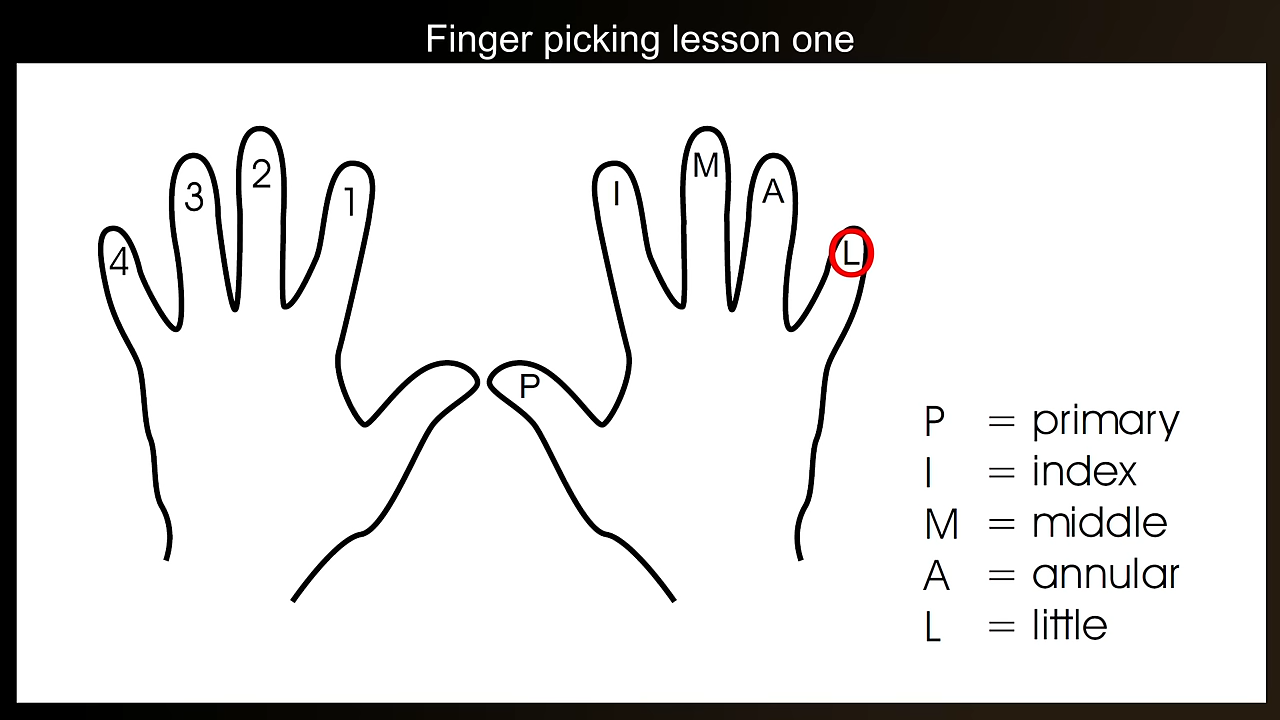 Finger picking lesson one
4 3 2 1 I M A L
P
P = primary
I = index
M = middle
A = annular
L = little